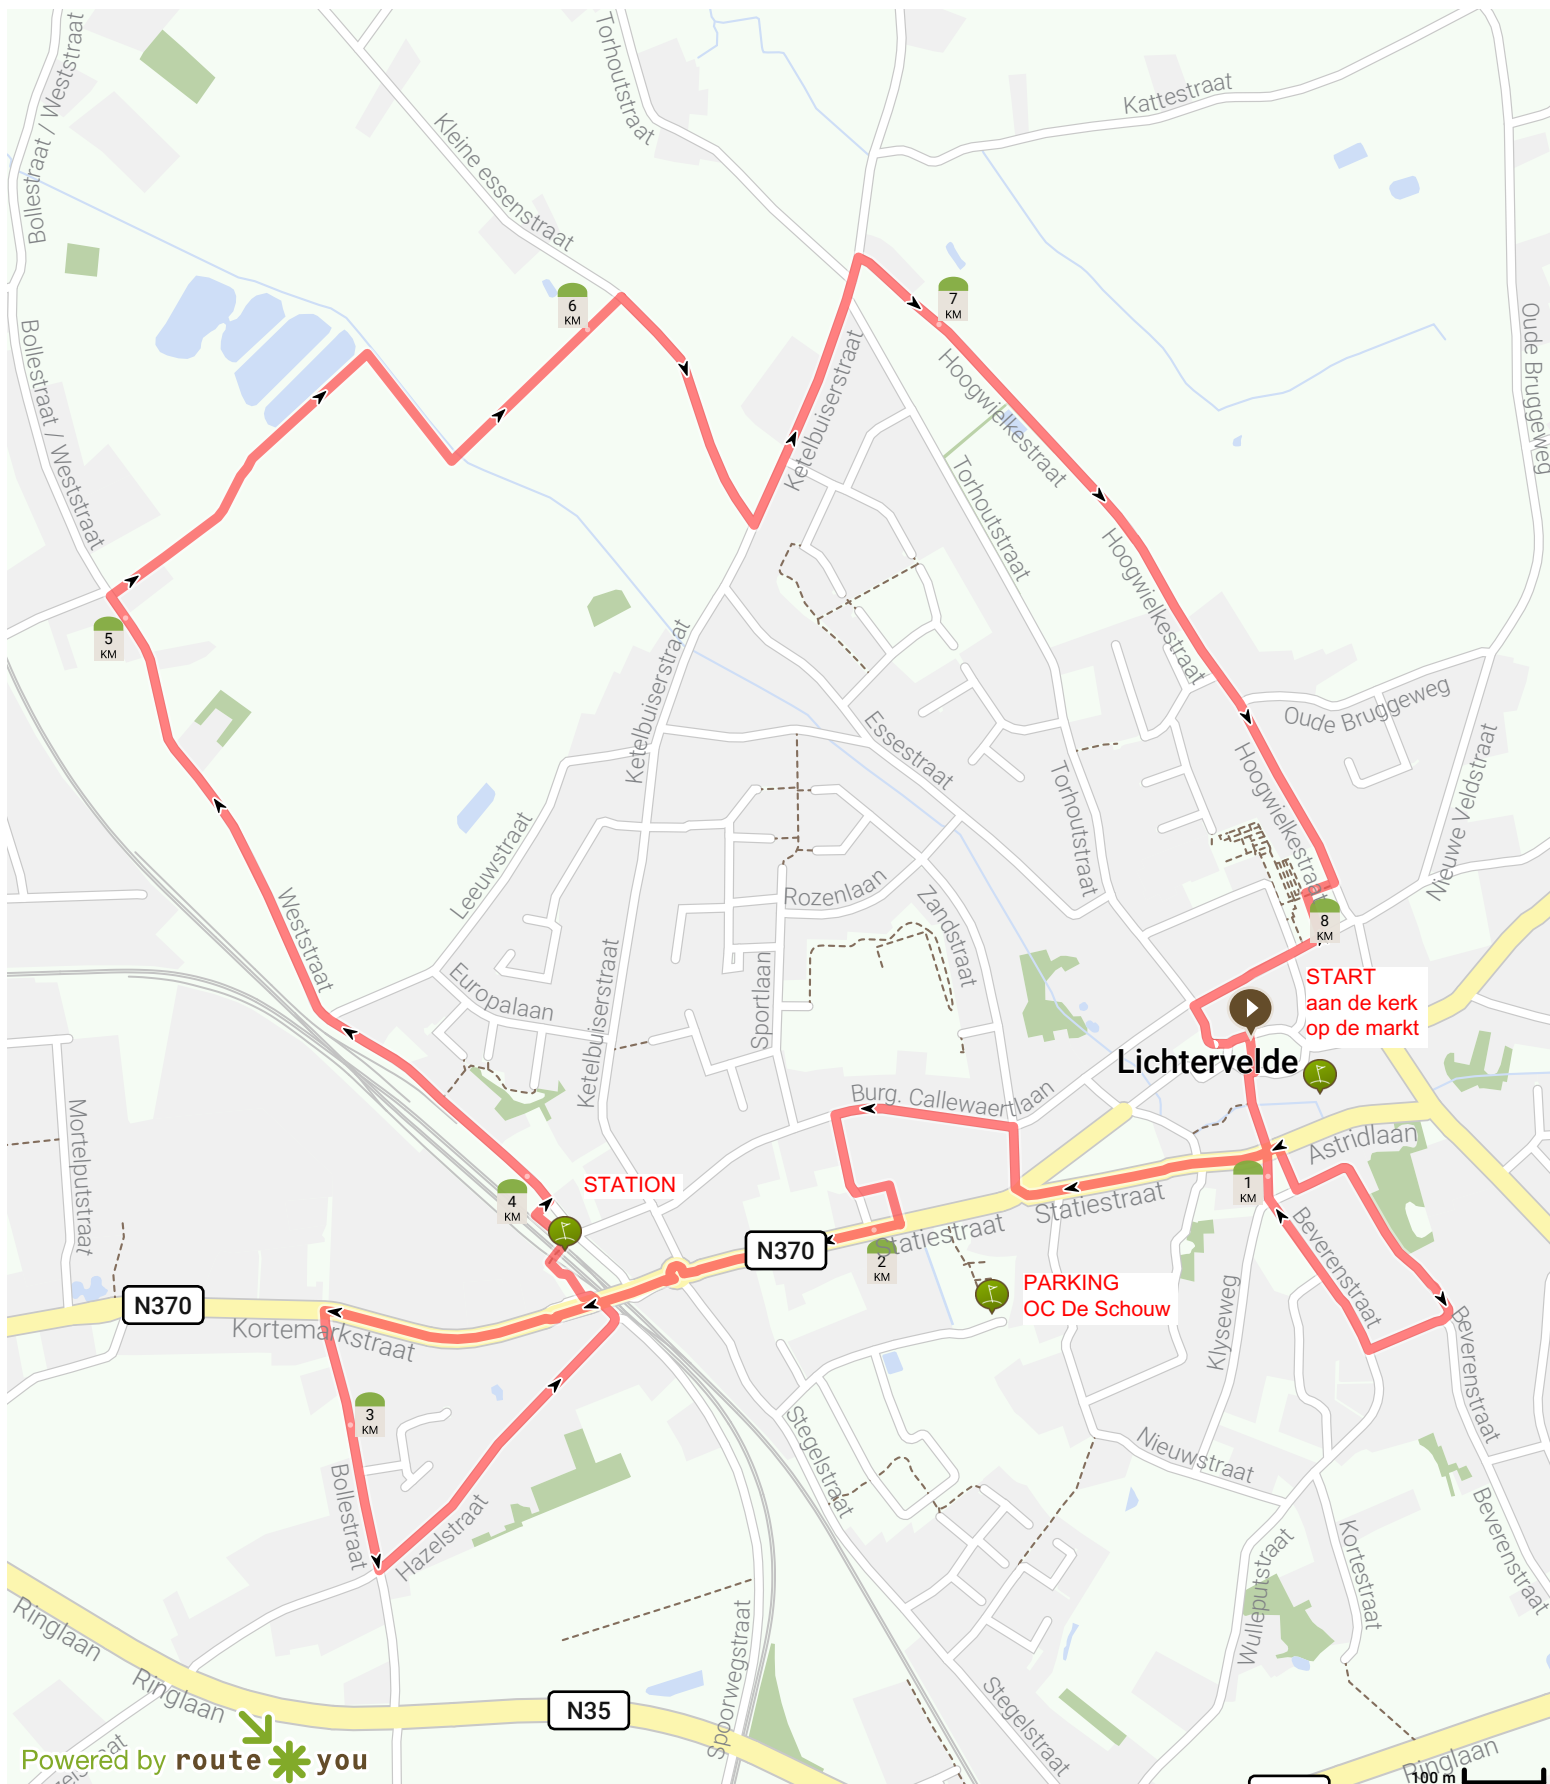 Bollestraat / Weststraat
Torhoutstraat
Kattestraat
Kleine essenstraat
6
KM
7
KM
Oude Bruggeweg
Bollestraat / Weststraat
Ketelbuiserstraat
Hoogwielkestraat
Torhoutstraat
Hoogwielkestraat
5
KM
Ketelbuiserstraat
Oude Bruggeweg
Essestraat
Hoogwielkestraat
Torhoutstraat
Nieuwe Veldstraat
Leeuwstraat
Rozenlaan
Zandstraat
Weststraat
8
KM
Europalaan
Ketelbuiserstraat
Sportlaan
START
aan de kerk
op de markt
Lichtervelde
Burg. Callewaertlaan
Mortelputstraat
Astridlaan
STATION
4
KM
1
KM
Statiestraat
Statiestraat
Beverenstraat
N370
2
KM
PARKING
OC De Schouw
N370
Kortemarkstraat
Klyseweg
Beverenstraat
3
KM
Stegelstraat
Nieuwstraat
Bollestraat
Hazelstraat
Beverenstraat
Kortestraat
Wulleputstraat
Ringlaan
Ringlaan
Spoorwegstraat
Stegelstraat
N35
Powered by route you
Ringlaan
100 m